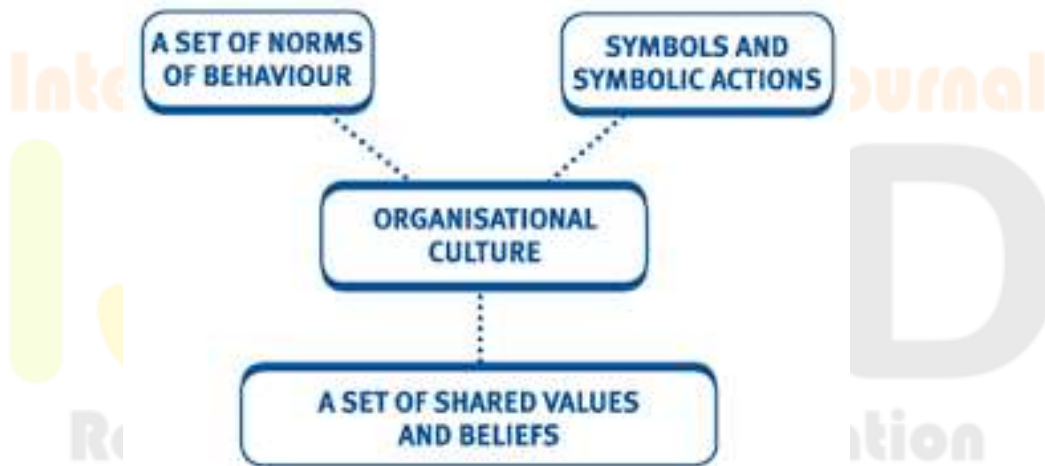 A SET OF NORMS
OF BEHAVIOUR
SYMBOLS AND
SYMBOLIC ACTIONS
ORGANISATIONAL
CULTURE
A SET OF SHARED VALUES
AND BELIEFS